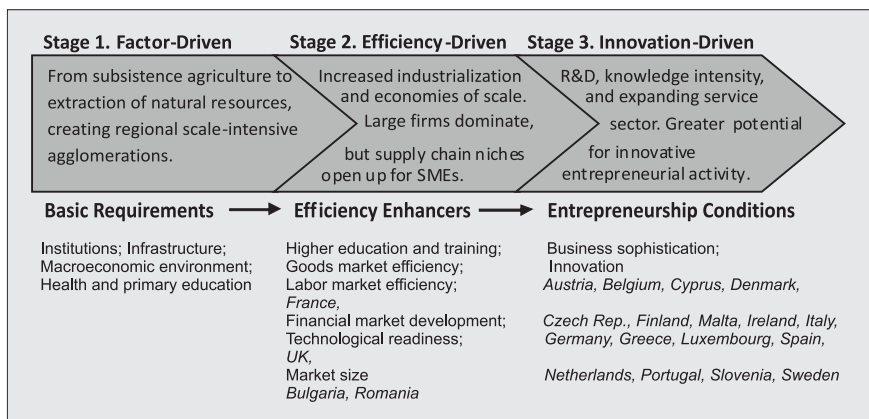 Stage 1. Factor-Driven
From subsistence agriculture to
extraction of natural resources,
creating regional scale-intensive
agglomerations.
Stage 2. Efficiency-Driven
Increased industrialization
and economies of scale.
Large firms dominate,
but supply chain niches
open up for SMEs.
Stage 3. Innovation-Driven
R&D, knowledge intensity,
and expanding service
sector. Greater potential
for innovative
entrepreneurial activity.
Basic Requirements
Institutions; Infrastructure;
Macroeconomic environment;
Health and primary education
Efficiency Enhancers
Higher education and training;
Goods market efficiency;
Labor market efficiency;
France,
Financial market development;
Technological readiness;
UK,
Market size
Bulgaria, Romania
Entrepreneurship Conditions
Business sophistication;
Innovation
Austria, Belgium, Cyprus, Denmark,
Czech Rep., Finland, Malta, Ireland, Italy,
Germany, Greece, Luxembourg, Spain,
Netherlands, Portugal, Slovenia, Sweden